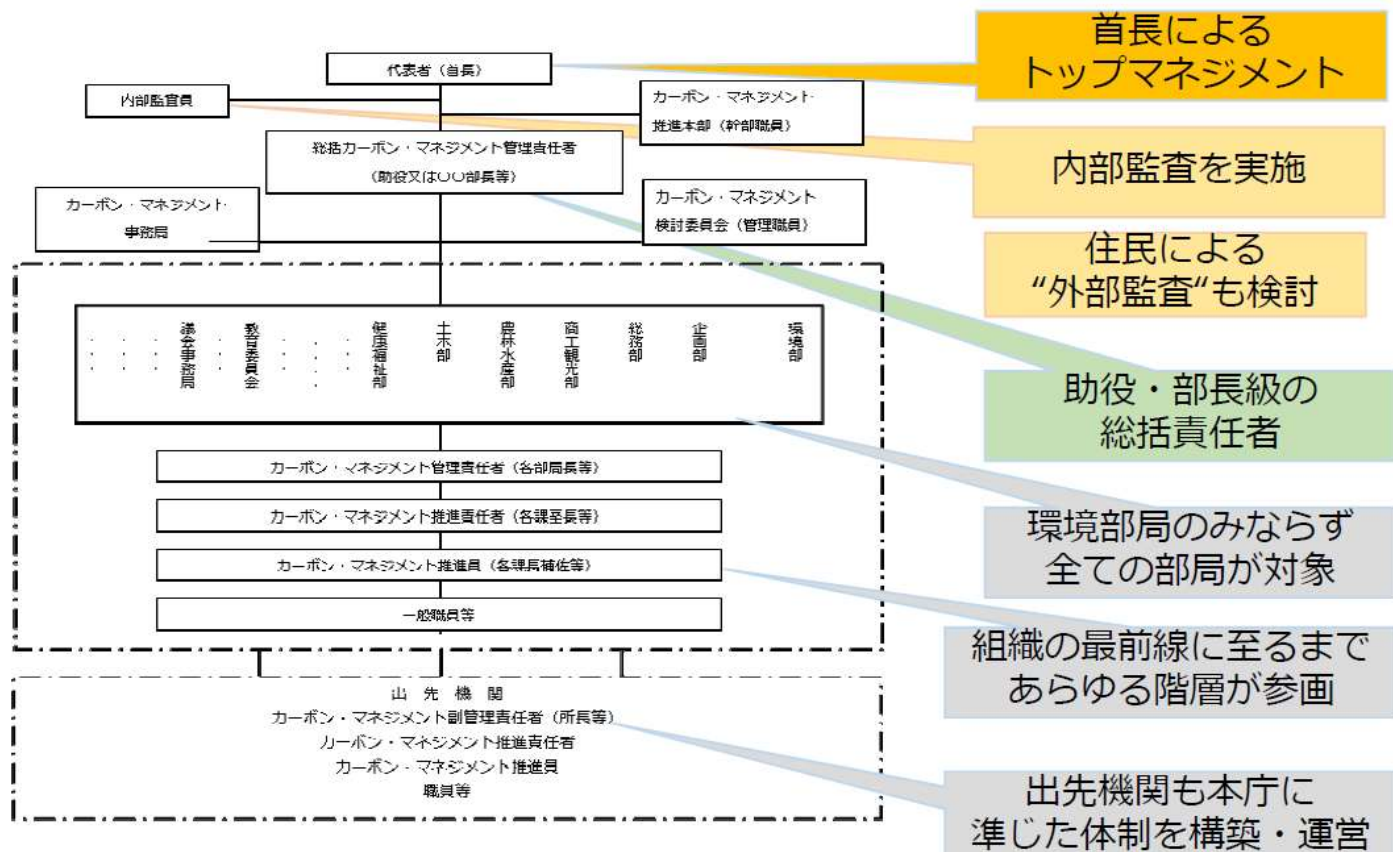 代表者（首長）
内部監査員
カーボン・マネジメント
推進本部（幹部職員）
総括カーボン・マネジメント管理責任者
（助役又は〇〇部長等）
カーボン・マネジメント
事務局
カーボン・マネジメント
検討委員会（管理職員）
議会事務局
教育委員会
健康福祉部
土木部
農林水産部
商工観光部
総務部
企画部
環境部
カーボン・マネジメント管理責任者（各部局長等）
カーボン・マネジメント推進責任者（各課室長等）
カーボン・マネジメント推進員（各課長補佐等）
一般職員等
出先機関
カーボン・マネジメント副管理責任者（所長等）
カーボン・マネジメント推進責任者
カーボン・マネジメント推進員
職員等
首長による
トップマネジメント
内部監査を実施
住民による
“外部監査“も検討
助役・部長級の
総括責任者
環境部局のみならず
全ての部局が対象
組織の最前線に至るまで
あらゆる階層が参画
出先機関も本庁に
準じた体制を構築・運営